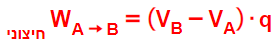 חיצוני W_{A → B} = (V_B – V_A) · q